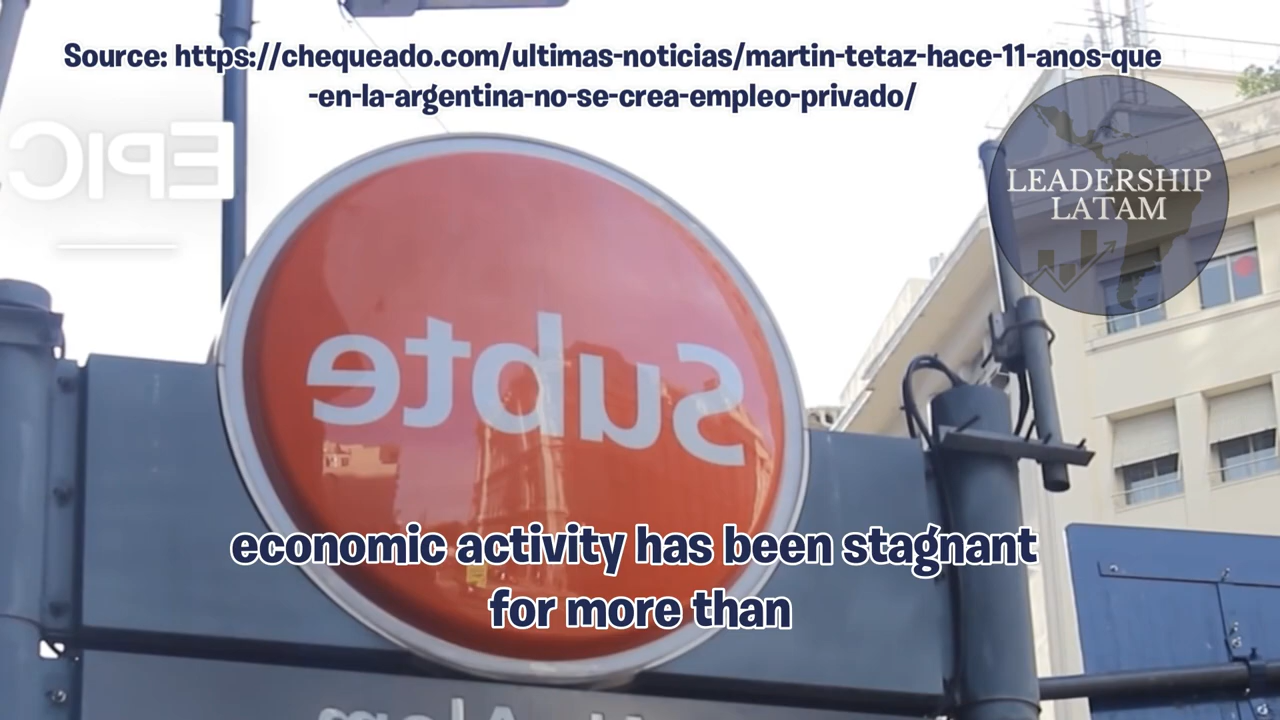 Source: https://chequeado.com/ultimas-noticias/martin-tetaz-hace-11-anos-que
-en-la-argentina-no-se-crea-empleo-privado/
EPIC
LEADERSHIP
LATAM
Subte
economic activity has been stagnant
for more than